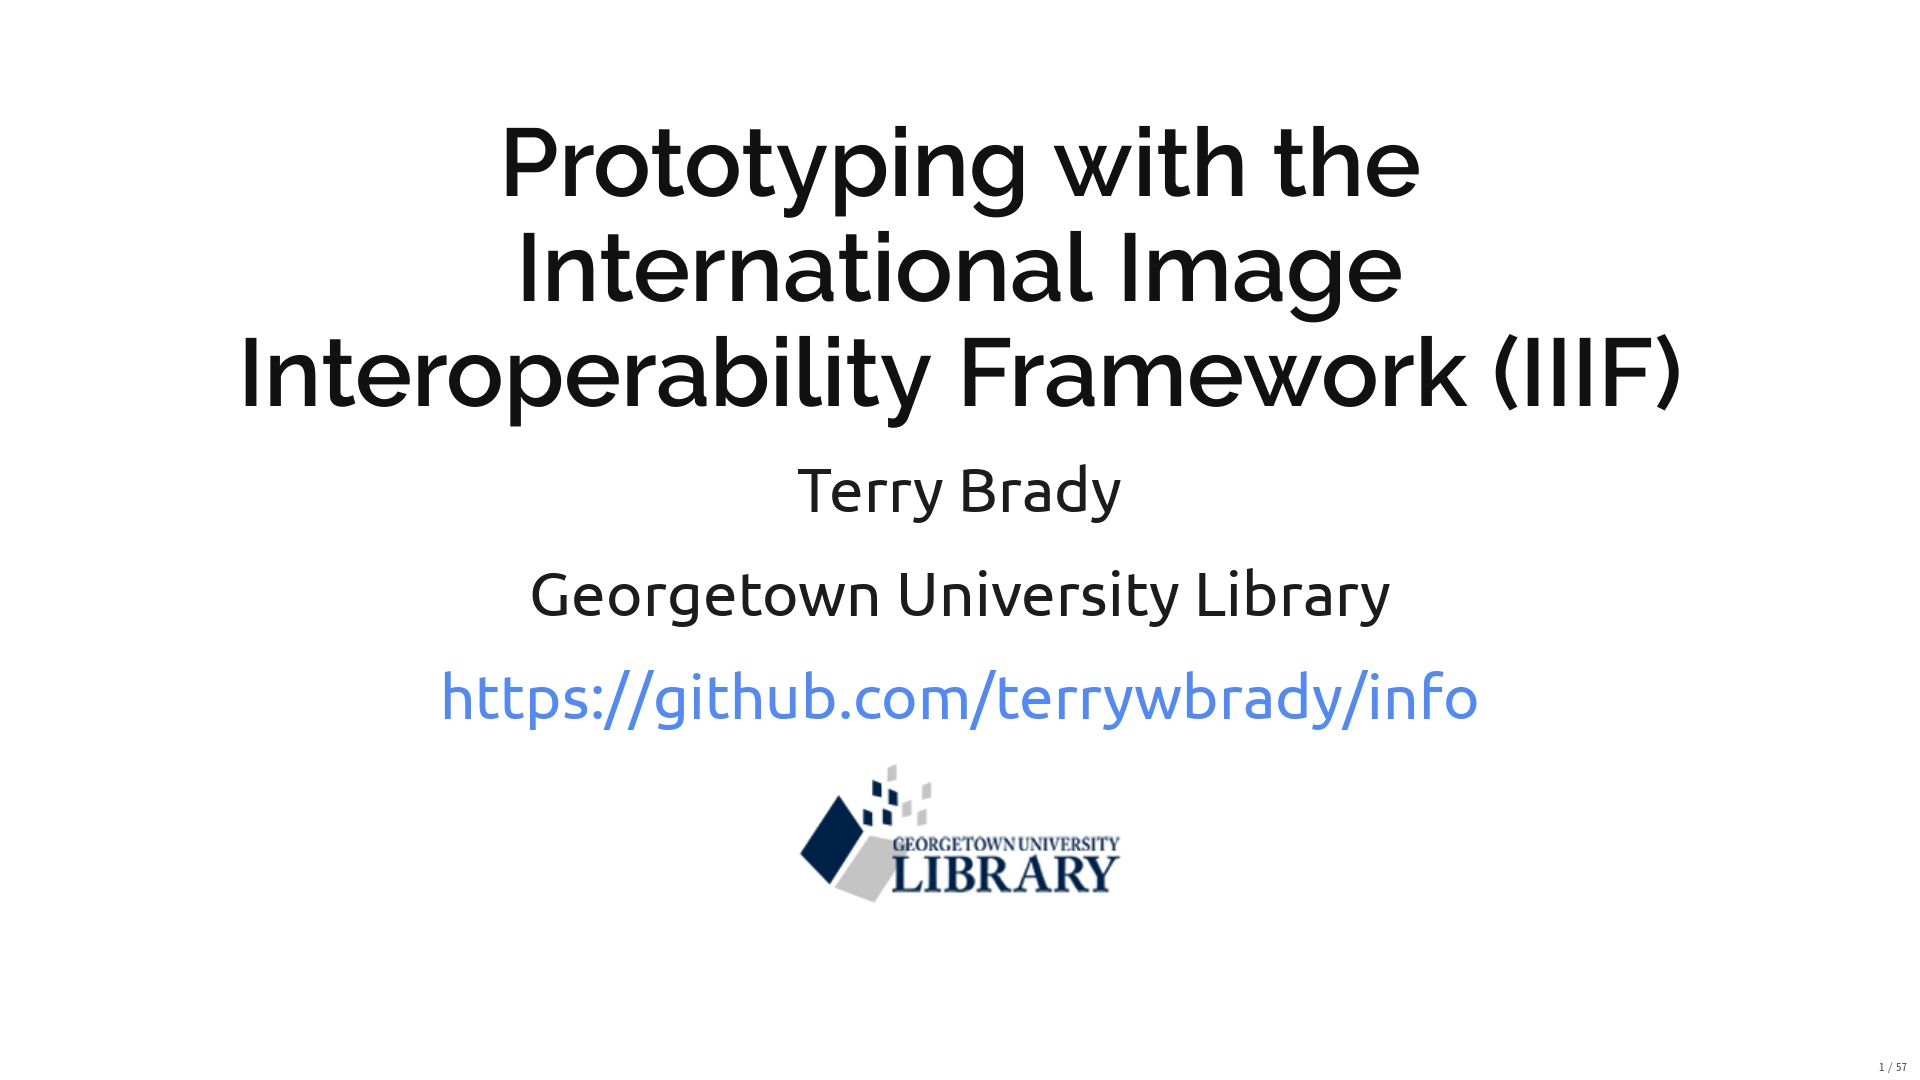 Prototyping with the
International Image
Interoperability Framework (IIIF)
Terry Brady
Georgetown University Library
https://github.com/terrywbrady/info
GEORGETOWN UNIVERSITY
LIBRARY
1 / 57